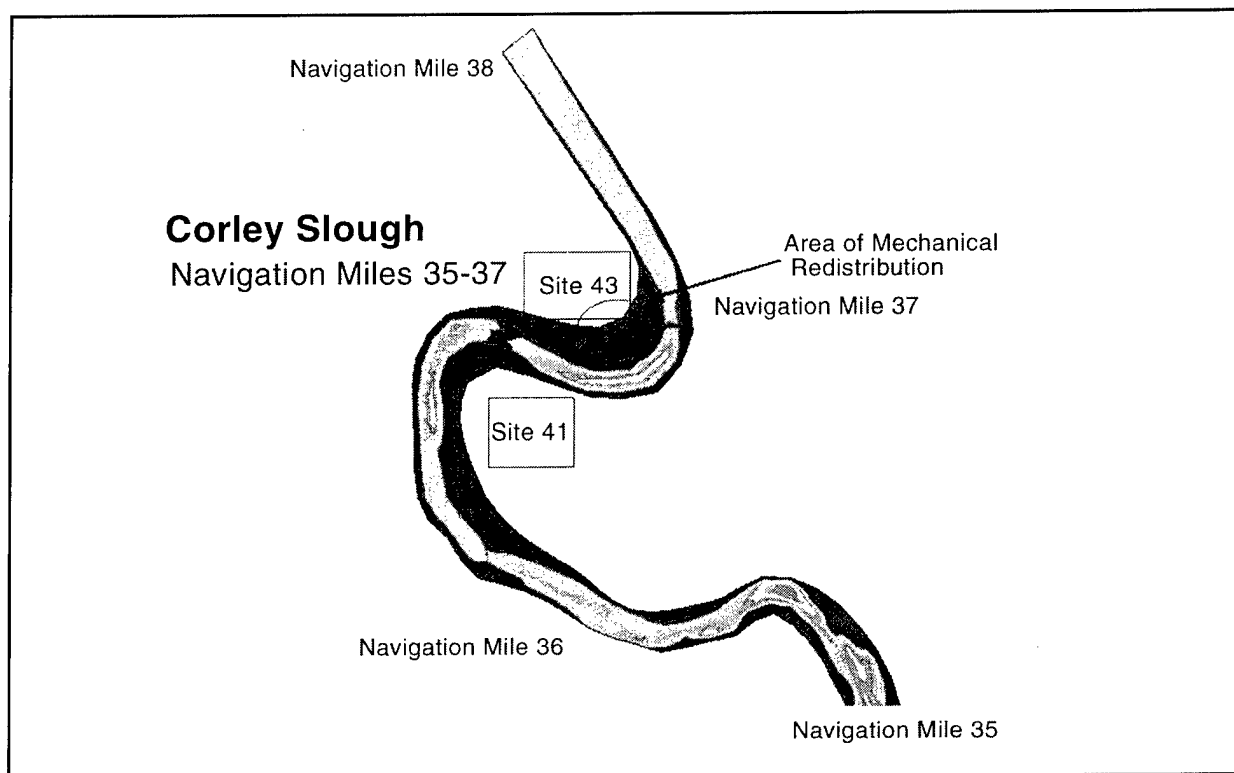 Navigation Mile 38
Corley Slough
Navigation Miles 35-37
Area of Mechanical
Redistribution
Site 43
Navigation Mile 37
Site 41
Navigation Mile 36
Navigation Mile 35